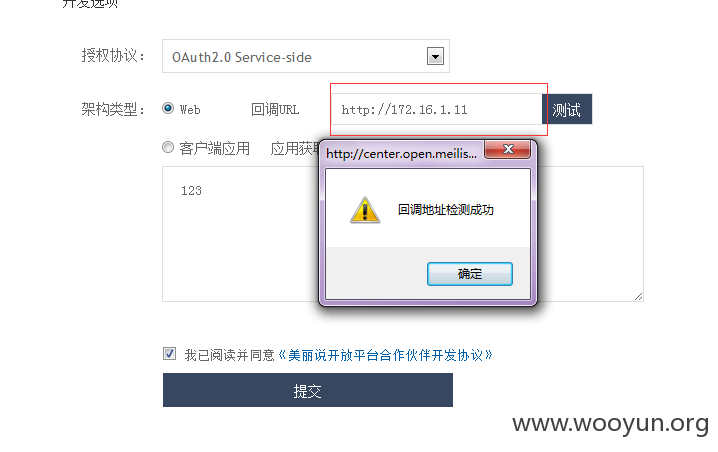 开发选项
授权协议： OAuth2.0 Service-side
架构类型： Web 回调URL http://172.16.1.11 测试
客户端应用 应用获取
http://center.open.meilis...
123
回调地址检测成功
确定
我已阅读并同意《美丽说开放平台合作伙伴开发协议》
提交
www.wooyun.org